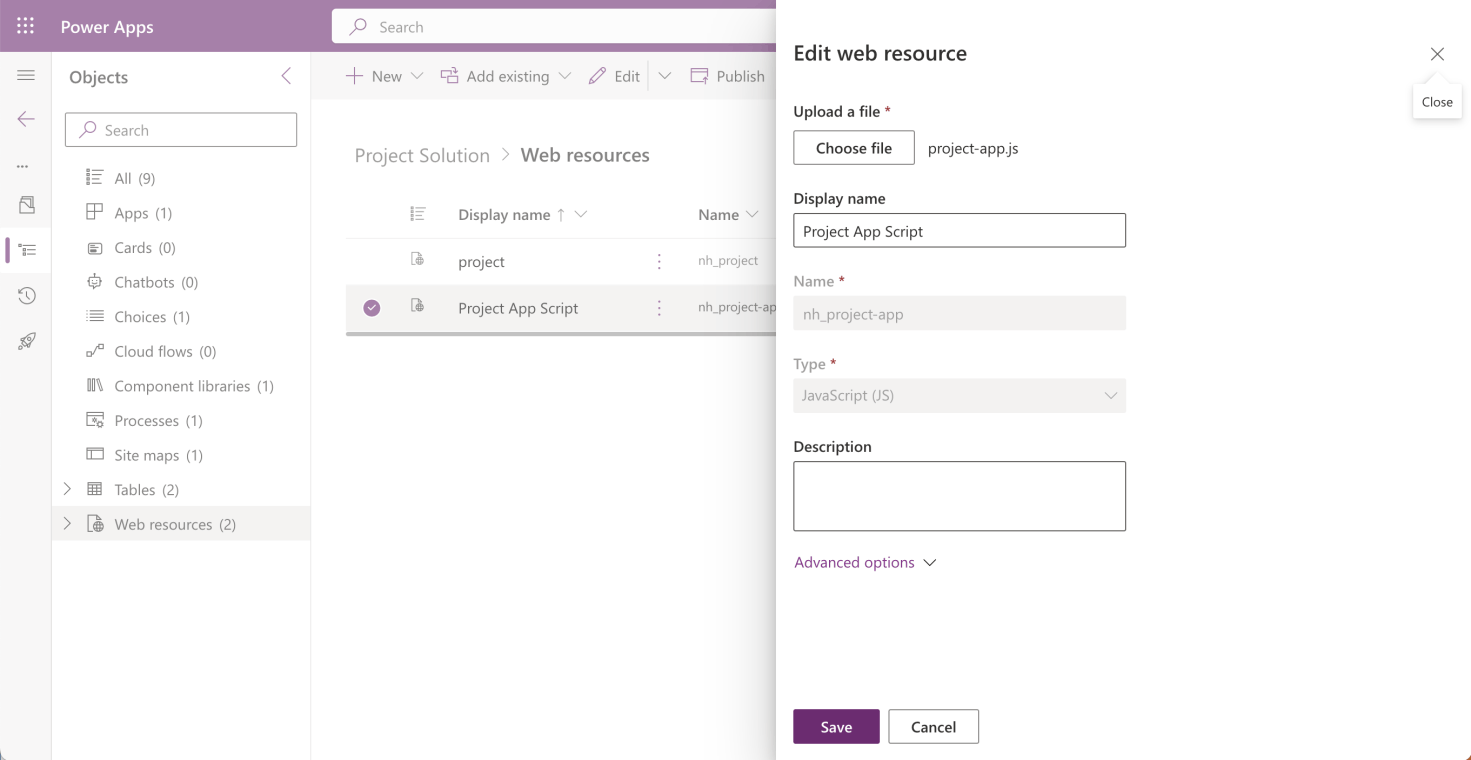 Power Apps
Search
Objects
Search
All (9)
Apps (1)
Cards (0)
Chatbots (0)
Choices (1)
Cloud flows (0)
Component libraries (1)
Processes (1)
Site maps (1)
Tables (2)
Web resources (2)
New Add existing Edit Publish
Project Solution > Web resources
Display name ↑ Name
project nh_project
Project App Script nh_project-ap
Edit web resource
Close
Upload a file *
Choose file project-app.js
Display name
Project App Script
Name *
nh_project-app
Type *
JavaScript (JS)
Description
Advanced options
Save Cancel